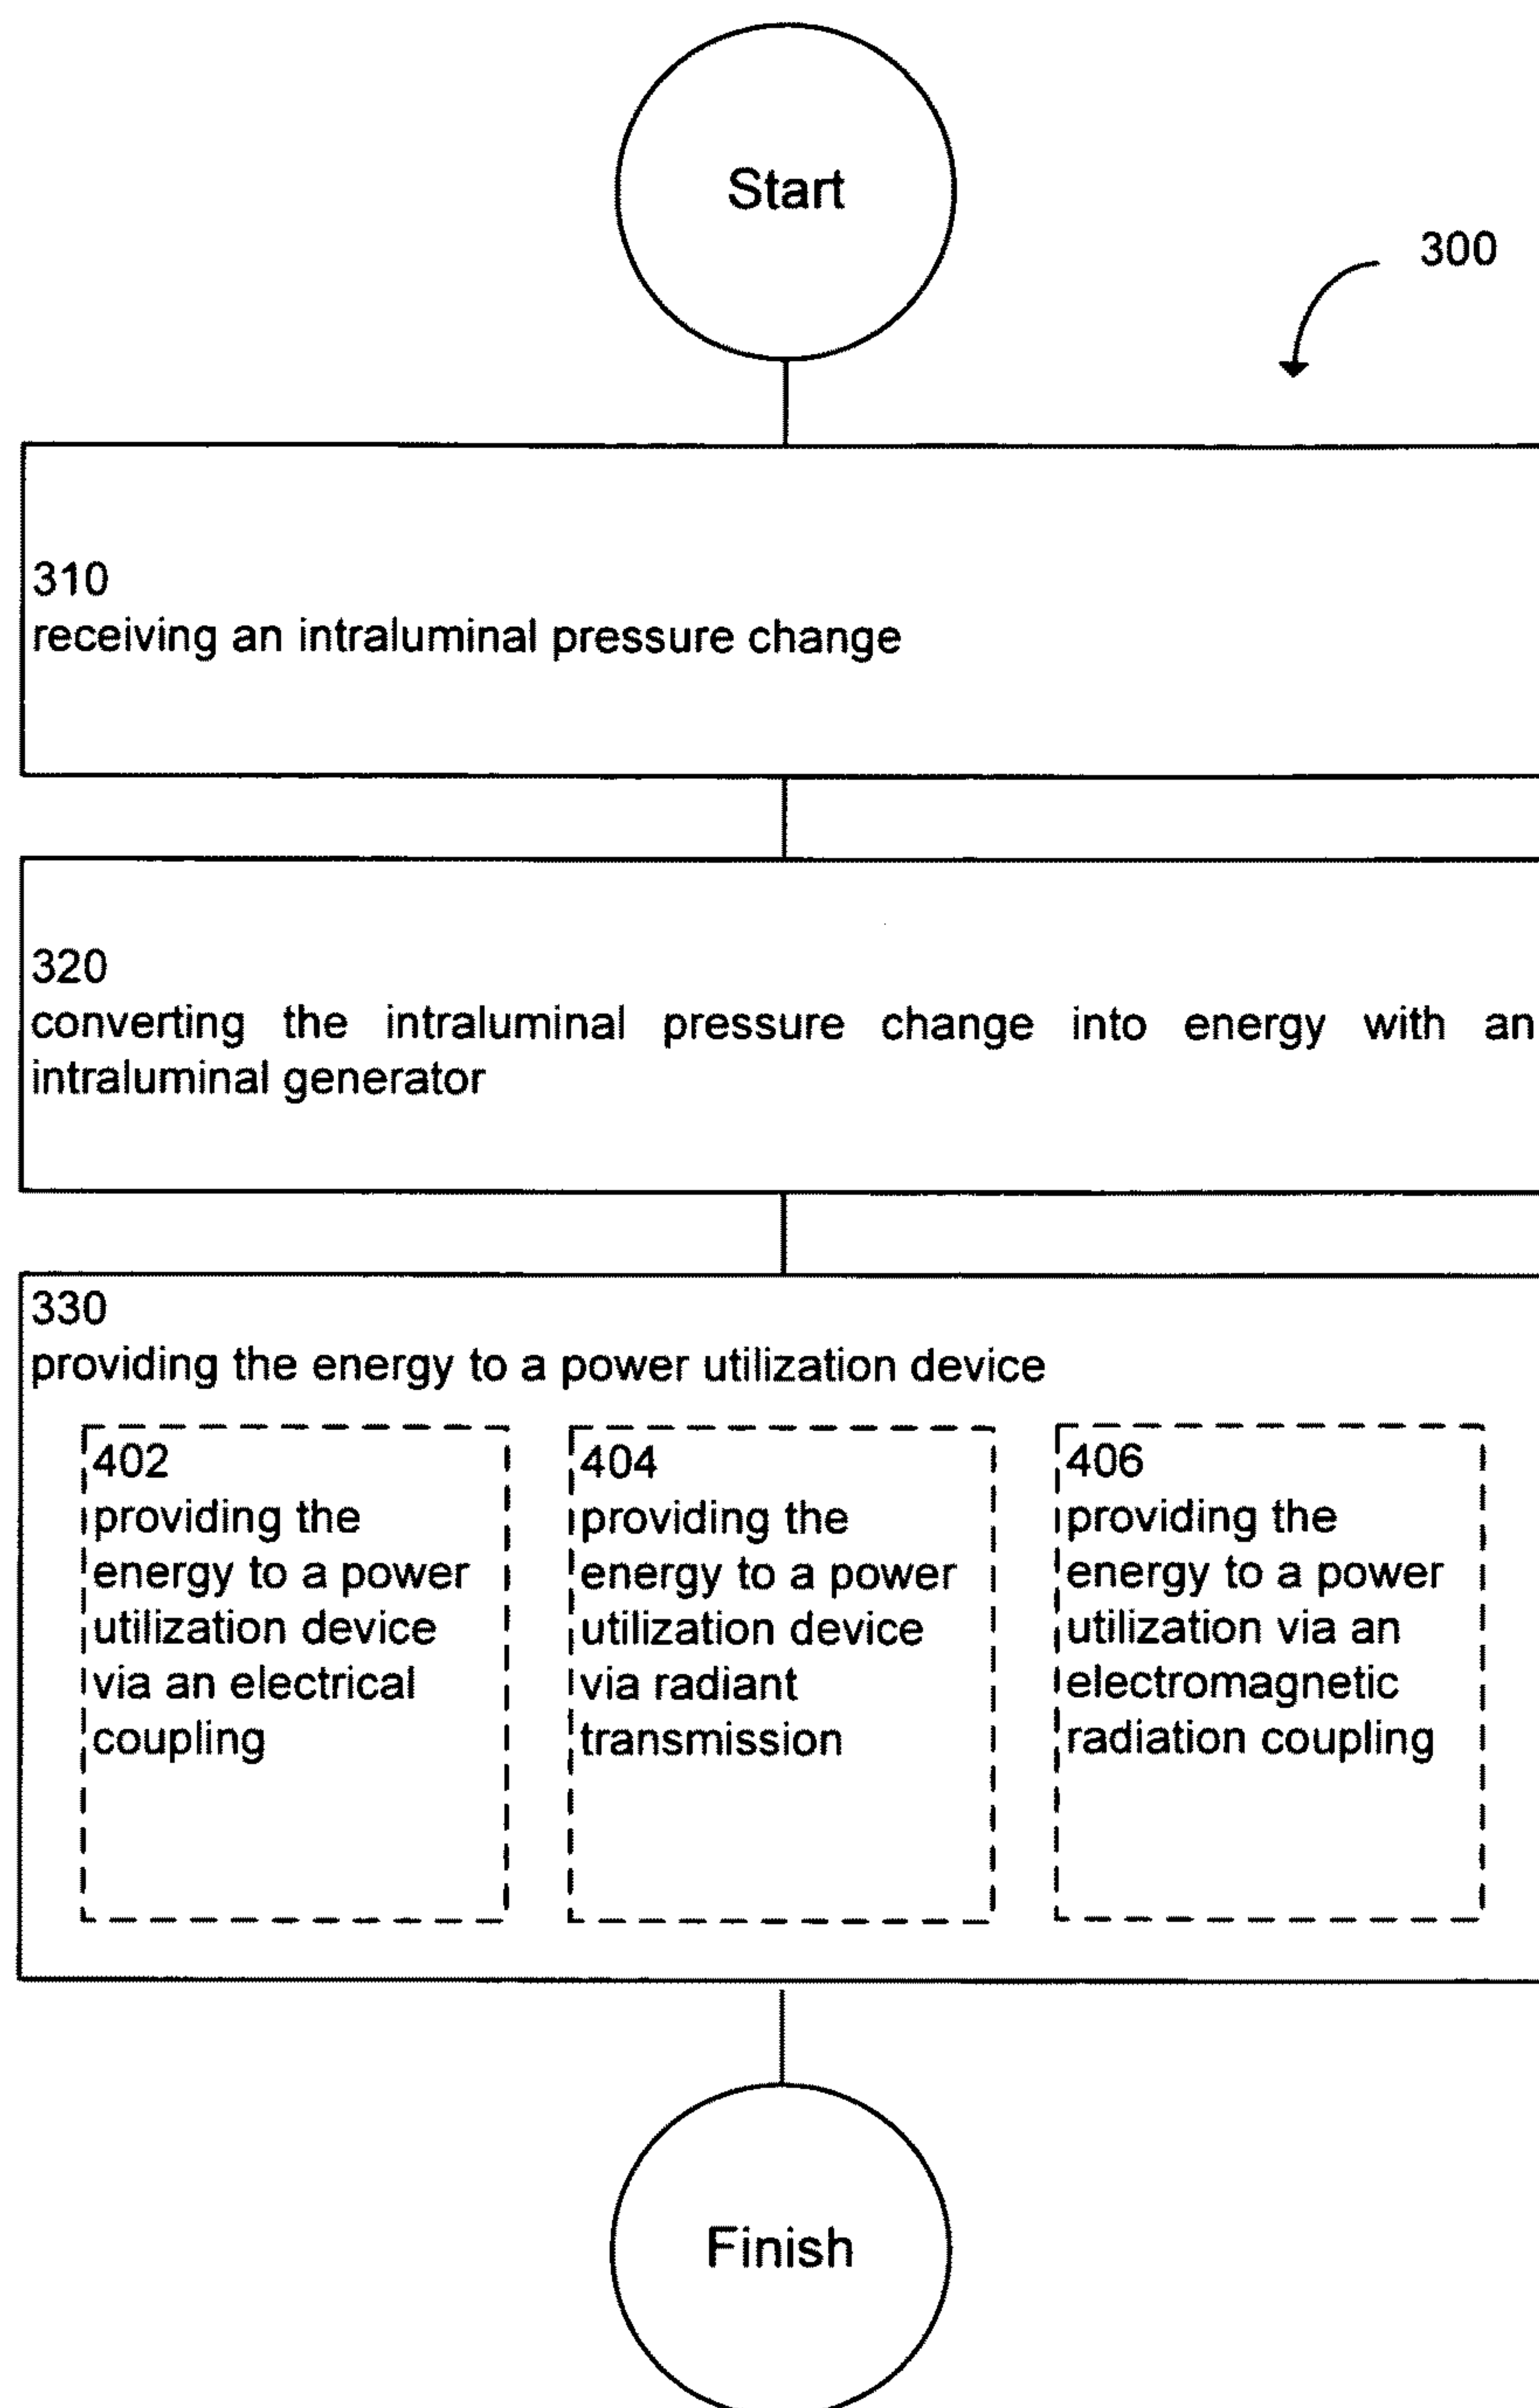 Start
300
310
receiving an intraluminal pressure change
320
converting the intraluminal pressure change into energy with an
intraluminal generator
330
providing the energy to a power utilization device
402
providing the
energy to a power
utilization device
via an electrical
coupling
404
providing the
energy to a power
utilization device
via radiant
transmission
406
providing the
energy to a power
utilization via an
electromagnetic
radiation coupling
Finish